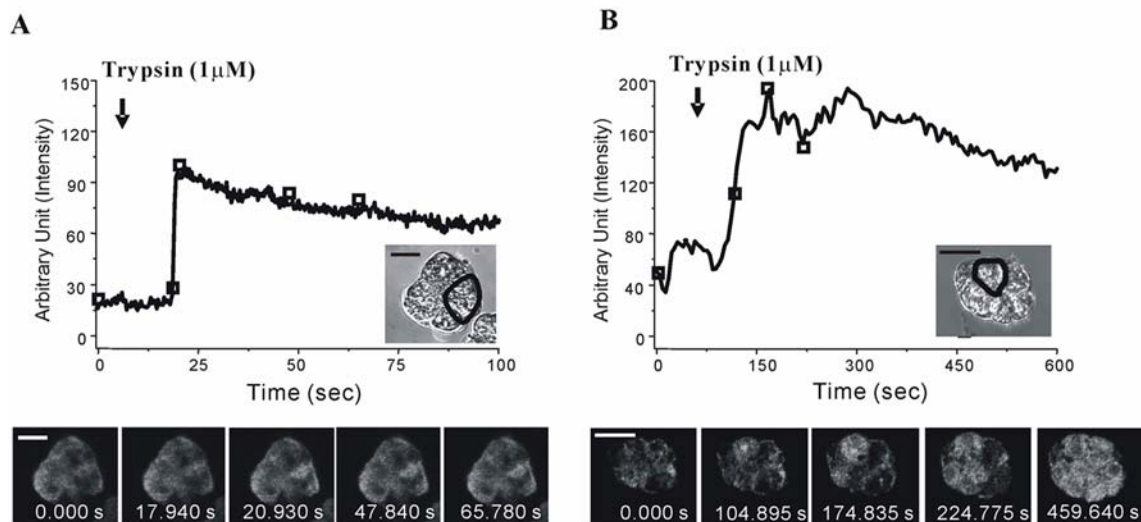 A
Trypsin (1μM)
Arbitrary Unit (Intensity)
150
120
90
60
30
0
0 25 50 75 100
Time (sec)
0.000 s 17.940 s 20.930 s 47.840 s 65.780 s
B
Trypsin (1μM)
Arbitrary Unit (Intensity)
200
160
120
80
40
0
0 150 300 450 600
Time (sec)
0.000 s 104.895 s 174.835 s 224.775 s 459.640 s